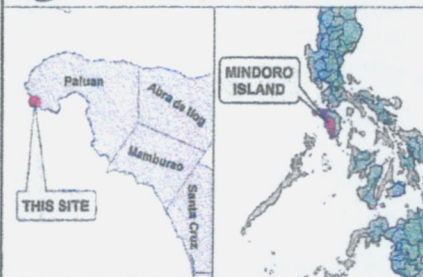 Paluan
Abra de Ilog
Mamburao
Santa Cruz
THIS SITE
MINDORO
ISLAND